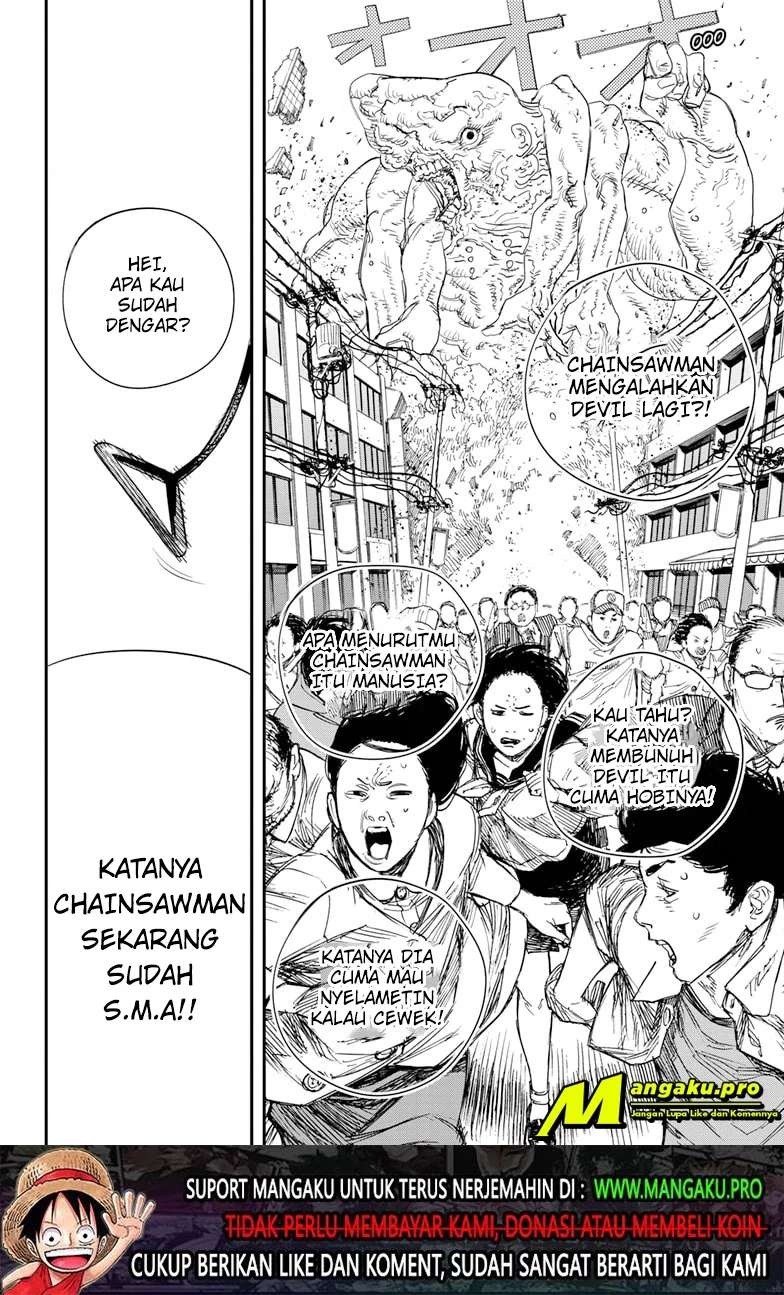 オオオ
OOO
CHAINSAWMAN
MENGALAHKAN
DEVIL LAGI?!
KAU TAHU?
KATANYA
MEMBUNUH
DEVIL ITU
CUMA HOBINYA!
APA MENURUTMU
CHAINSAWMAN
ITU MANUSIA?
KATANYA DIA
CUMA MAU
NYELAMETIN
KALAU CEWEK!
HEI,
APA KAU
SUDAH
DENGAR?
KATANYA
CHAINSAWMAN
SEKARANG
SUDAH
S.M.A!!
Mangaku.pro
Jangan Lupa Like dan Komennya
SUPORT MANGAKU UNTUK TERUS NERJEMAHIN DI : WWW.MANGAKU.PRO
TIDAK PERLU MEMBAYAR KAMI, DONASI ATAU MEMBELI KOIN
CUKUP BERIKAN LIKE DAN KOMENT, SUDAH SANGAT BERARTI BAGI KAMI